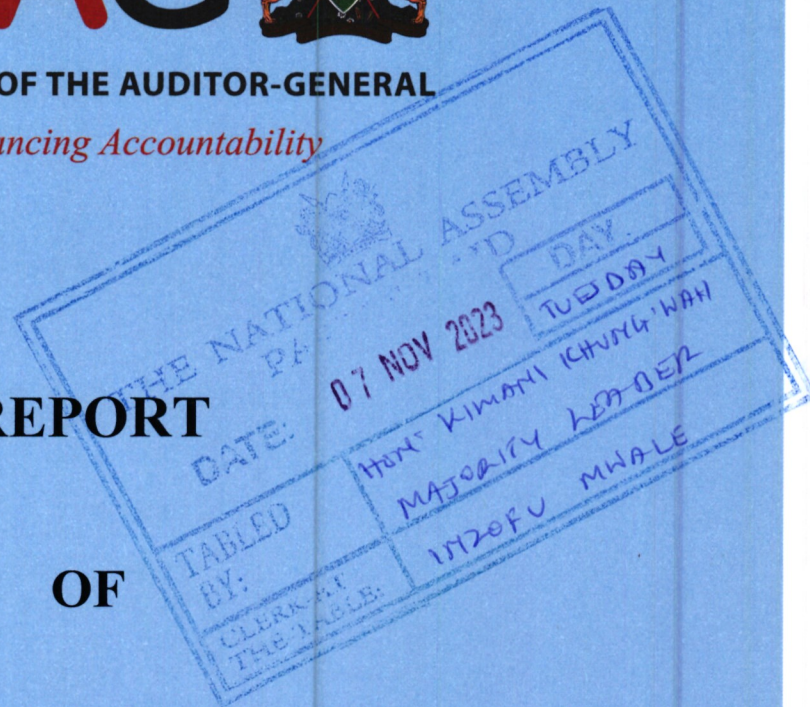 OF THE AUDITOR-GENERAL
ancing Accountability
THE NATIONAL ASSEMBLY
DATE:
07 NOV 2023
DAY.
TUESDAY
TABLED
BY:
HON. KIMANI ICHUNG'WAH
MAJORITY LEADER
CLERK-AT
THE-TABLE:
INZOFU MWALE
REPORT
OF